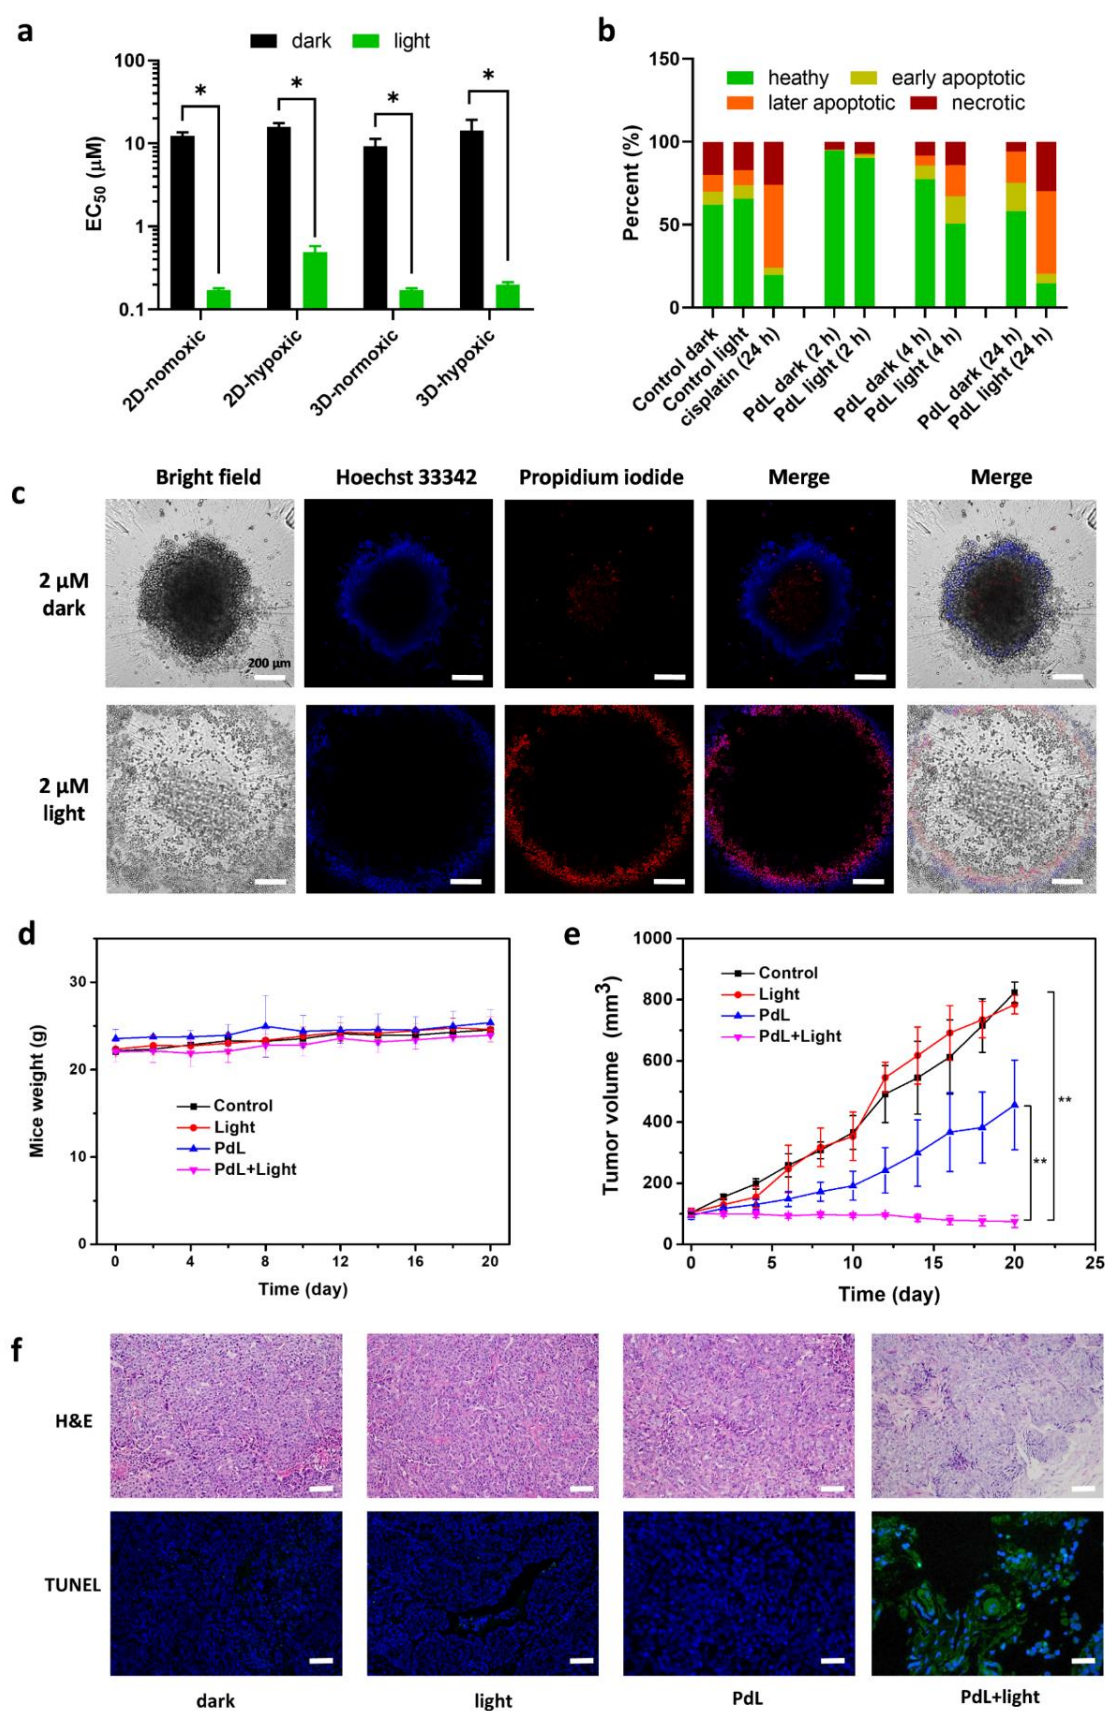 a
dark light
EC50 (μM)
100
10
1
0.1
2D-nomoxic
2D-hypoxic
3D-normoxic
3D-hypoxic
*
*
*
*
b
heathy early apoptotic
later apoptotic necrotic
Percent (%)
150
100
50
0
Control dark
Control light
cisplatin (24 h)
PdL dark (2 h)
PdL light (2 h)
PdL dark (4 h)
PdL light (4 h)
PdL dark (24 h)
PdL light (24 h)
c
Bright field Hoechst 33342 Propidium iodide Merge Merge
2 μM
dark
200 μm
2 μM
light
d
Mice weight (g)
30
20
10
0
Control
Light
PdL
PdL+Light
0 4 8 12 16 20
Time (day)
e
Tumor volume (mm3)
1000
800
600
400
200
0
Control
Light
PdL
PdL+Light
**
**
0 5 10 15 20 25
Time (day)
f
H&E
TUNEL
dark light PdL PdL+light